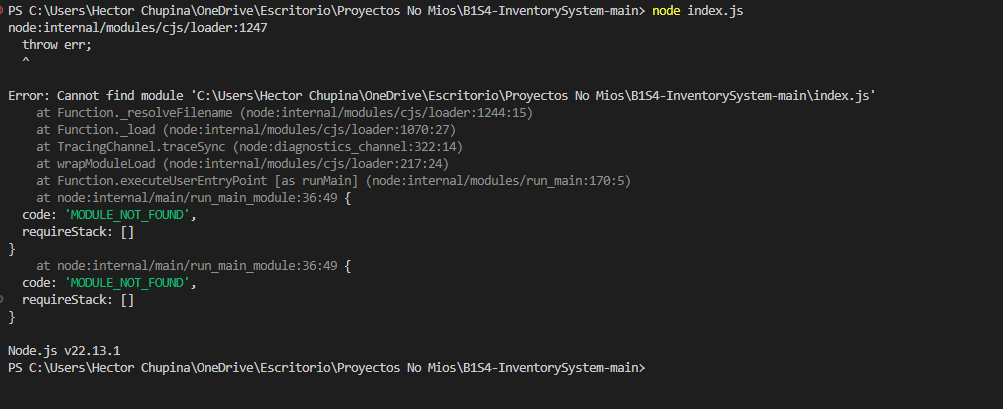 PS C:\Users\Hector Chupina\OneDrive\Escritorio\Proyectos No Mios\B1S4-InventorySystem-main> node index.js
node:internal/modules/cjs/loader:1247
  throw err;
  ^

Error: Cannot find module 'C:\Users\Hector Chupina\OneDrive\Escritorio\Proyectos No Mios\B1S4-InventorySystem-main\index.js'
    at Function._resolveFilename (node:internal/modules/cjs/loader:1244:15)
    at Function._load (node:internal/modules/cjs/loader:1070:27)
    at TracingChannel.traceSync (node:diagnostics_channel:322:14)
    at wrapModuleLoad (node:internal/modules/cjs/loader:217:24)
    at Function.executeUserEntryPoint [as runMain] (node:internal/modules/run_main:170:5)
    at node:internal/main/run_main_module:36:49 {
  code: 'MODULE_NOT_FOUND',
  requireStack: []
}
    at node:internal/main/run_main_module:36:49 {
  code: 'MODULE_NOT_FOUND',
  requireStack: []
}

Node.js v22.13.1
PS C:\Users\Hector Chupina\OneDrive\Escritorio\Proyectos No Mios\B1S4-InventorySystem-main>